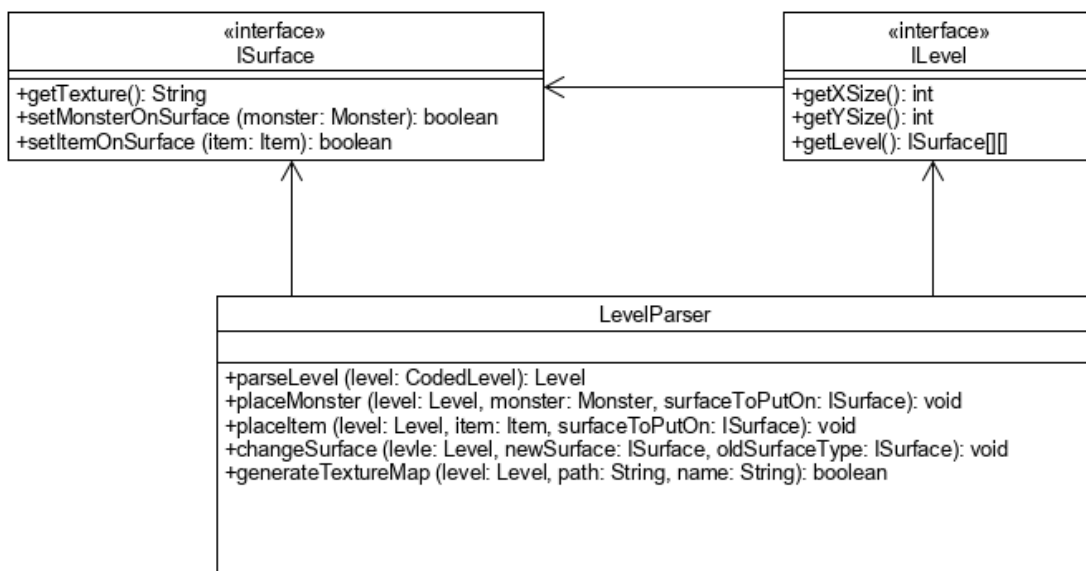 «interface»
ISurface
+getTexture(): String
+setMonsterOnSurface (monster: Monster): boolean
+setItemOnSurface (item: Item): boolean
«interface»
ILevel
+getXSize(): int
+getYSize(): int
+getLevel(): ISurface[][]
LevelParser
+parseLevel (level: CodedLevel): Level
+placeMonster (level: Level, monster: Monster, surfaceToPutOn: ISurface): void
+placeItem (level: Level, item: Item, surfaceToPutOn: ISurface): void
+changeSurface (levle: Level, newSurface: ISurface, oldSurfaceType: ISurface): void
+generateTextureMap (level: Level, path: String, name: String): boolean